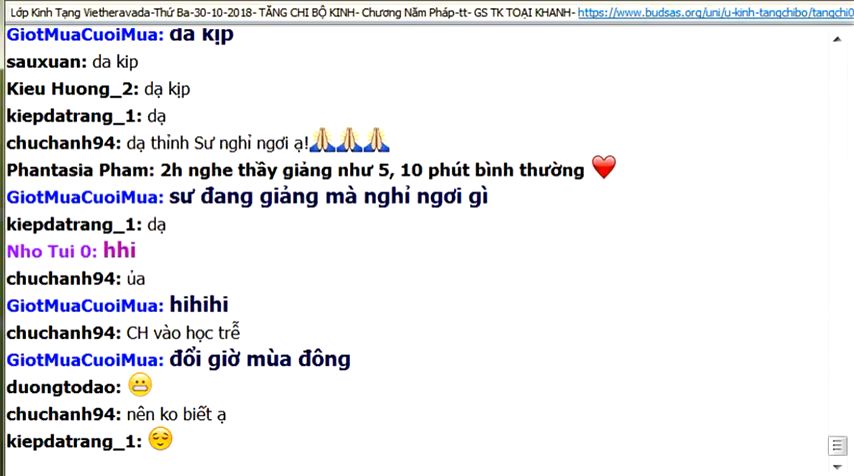 Lớp Kinh Tạng Vietheravada-Thứ Ba-30-10-2018- TĂNG CHI BỘ KINH- Chương Năm Pháp-tt- GS TK TOẠI KHANH- https://www.budsas.org/uni/u-kinh-tangchibo/tangchi0
GiotMuaCuoiMua: da kịp
sauxuan: da kip
Kieu Huong_2: dạ kịp
kiepdatrang_1: dạ
chuchanh94: dạ thỉnh Sư nghỉ ngơi ạ!🙏🙏🙏
Phantasia Pham: 2h nghe thầy giảng như 5, 10 phút bình thường ❤️
GiotMuaCuoiMua: sư đang giảng mà nghỉ ngơi gì
kiepdatrang_1: dạ
Nho Tui 0: hhi
chuchanh94: ủa
GiotMuaCuoiMua: hihihi
chuchanh94: CH vào học trễ
GiotMuaCuoiMua: đổi giờ mùa đông
duongtodao: 😬
chuchanh94: nên ko biết ạ
kiepdatrang_1: 😌